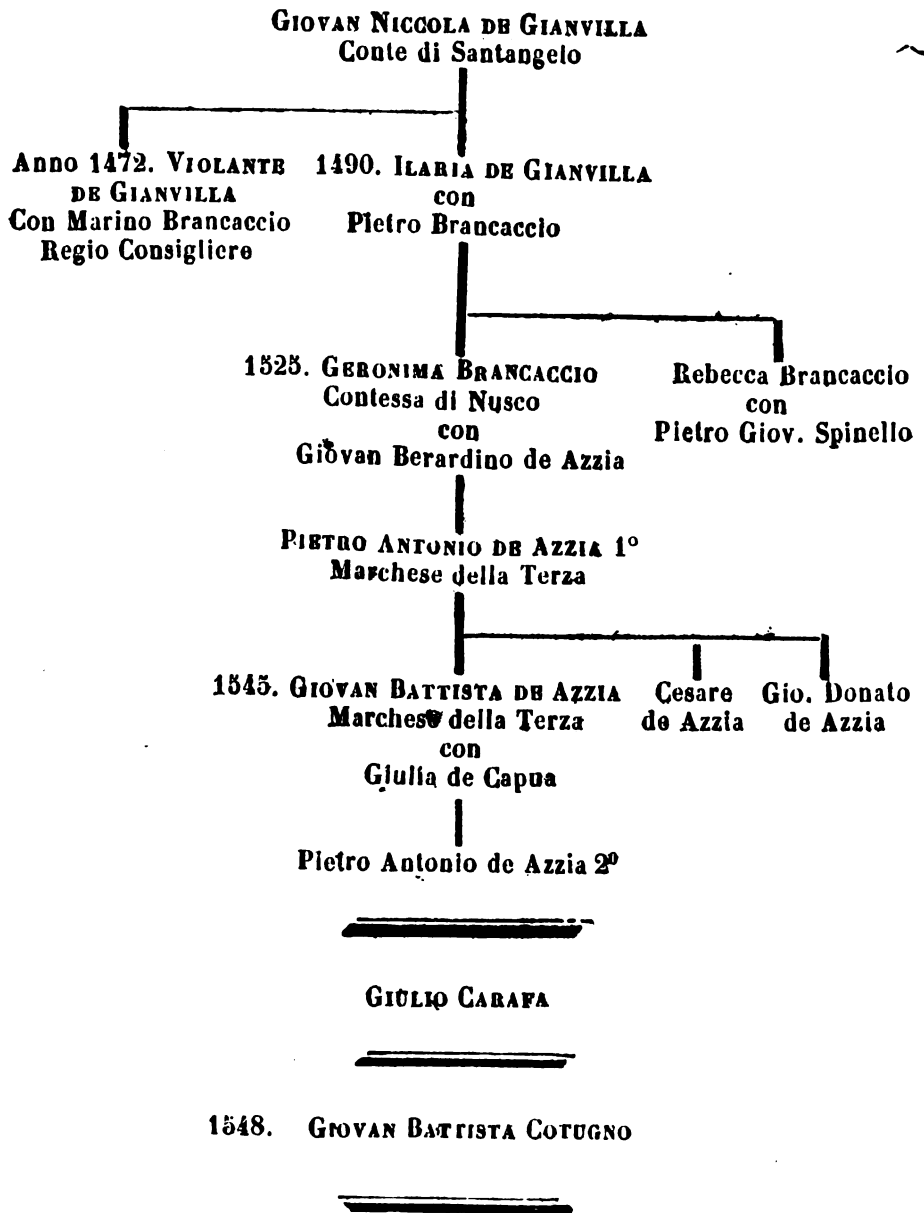 GIOVAN NICCOLA DE GIANVILLA
Conte di Santangelo
Anno 1472. VIOLANTE
DE GIANVILLA
Con Marino Brancaccio
Regio Consigliere
1490. ILARIA DE GIANVILLA
con
Pietro Brancaccio
1525. GERONIMA BRANCACCIO
Contessa di Nusco
con
Giovan Berardino de Azzia
Rebecca Brancaccio
con
Pietro Giov. Spinello
PIETRO ANTONIO DE AZZIA 1º
Marchese della Terza
1545. GIOVAN BATTISTA DE AZZIA
Marchese della Terza
con
Giulia de Capua
Cesare
de Azzia
Gio. Donato
de Azzia
Pietro Antonio de Azzia 2º
GIULIO CARAFA
1548. GIOVAN BATTISTA COTUGNO